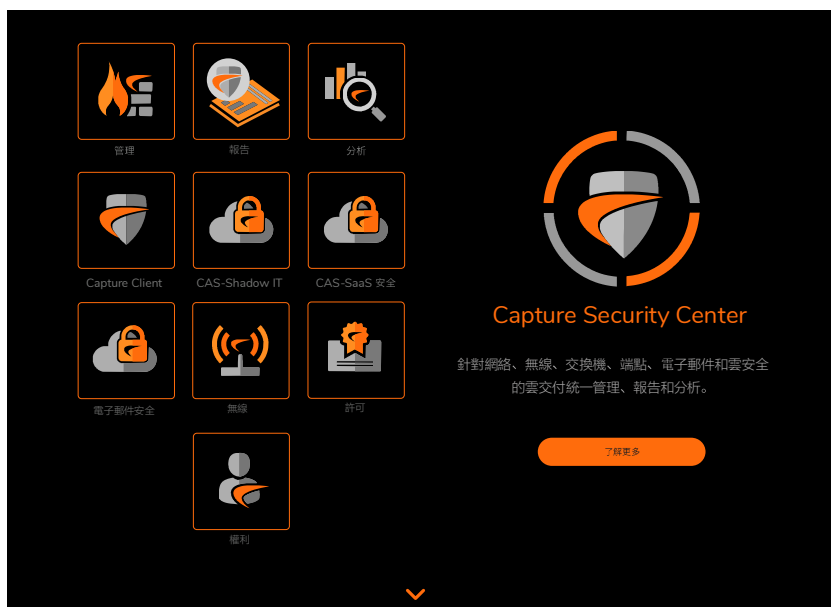 管理
報告
分析
Capture Client
CAS-Shadow IT
CAS-SaaS 安全
電子郵件安全
無線
許可
權利
Capture Security Center
針對網絡、無線、交換機、端點、電子郵件和雲安全
的雲交付統一管理、報告和分析。
了解更多